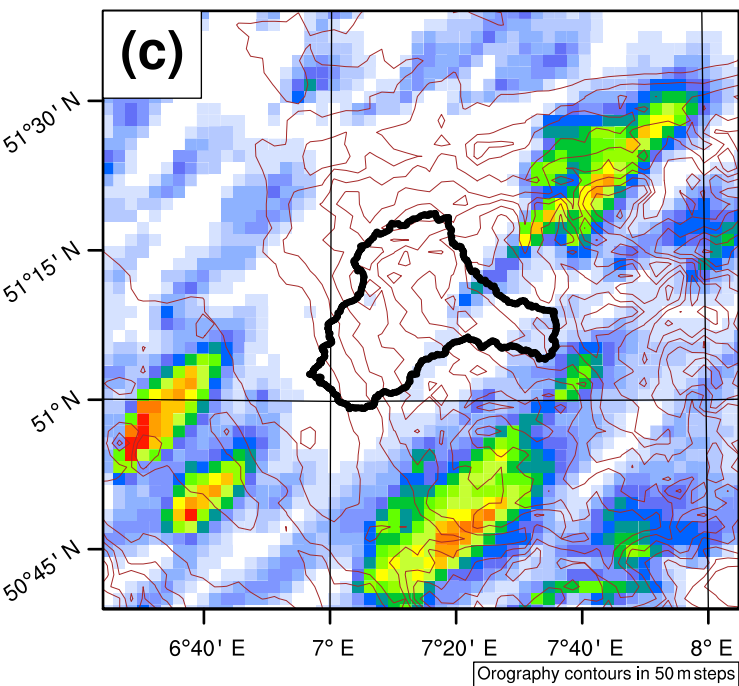 (c)
51°30' N
51°15' N
51° N
50°45' N
6°40' E
7° E
7°20' E
7°40' E
8° E
Orography contours in 50 m steps